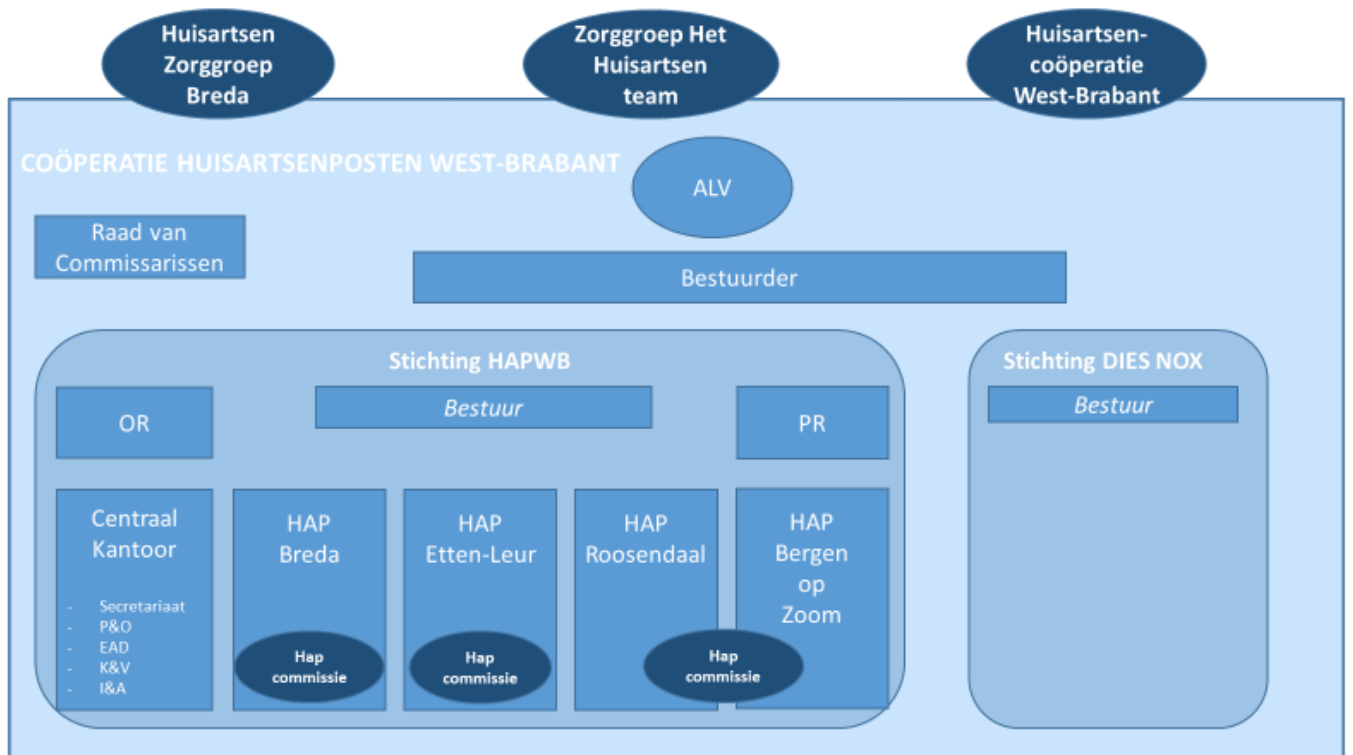 Huisartsen
Zorggroep
Breda
Zorggroep Het
Huisartsen
team
Huisartsen-
coöperatie
West-Brabant
COÖPERATIE HUISARTSENPOSTEN WEST-BRABANT
ALV
Raad van
Commissarissen
Bestuurder
Stichting HAPWB
Bestuur
OR
PR
Centraal
Kantoor
- Secretariaat
- P&O
- EAD
- K&V
- I&A
HAP
Breda
Hap
commissie
HAP
Etten-Leur
Hap
commissie
HAP
Roosendaal
HAP
Bergen
op
Zoom
Hap
commissie
Stichting DIES NOX
Bestuur